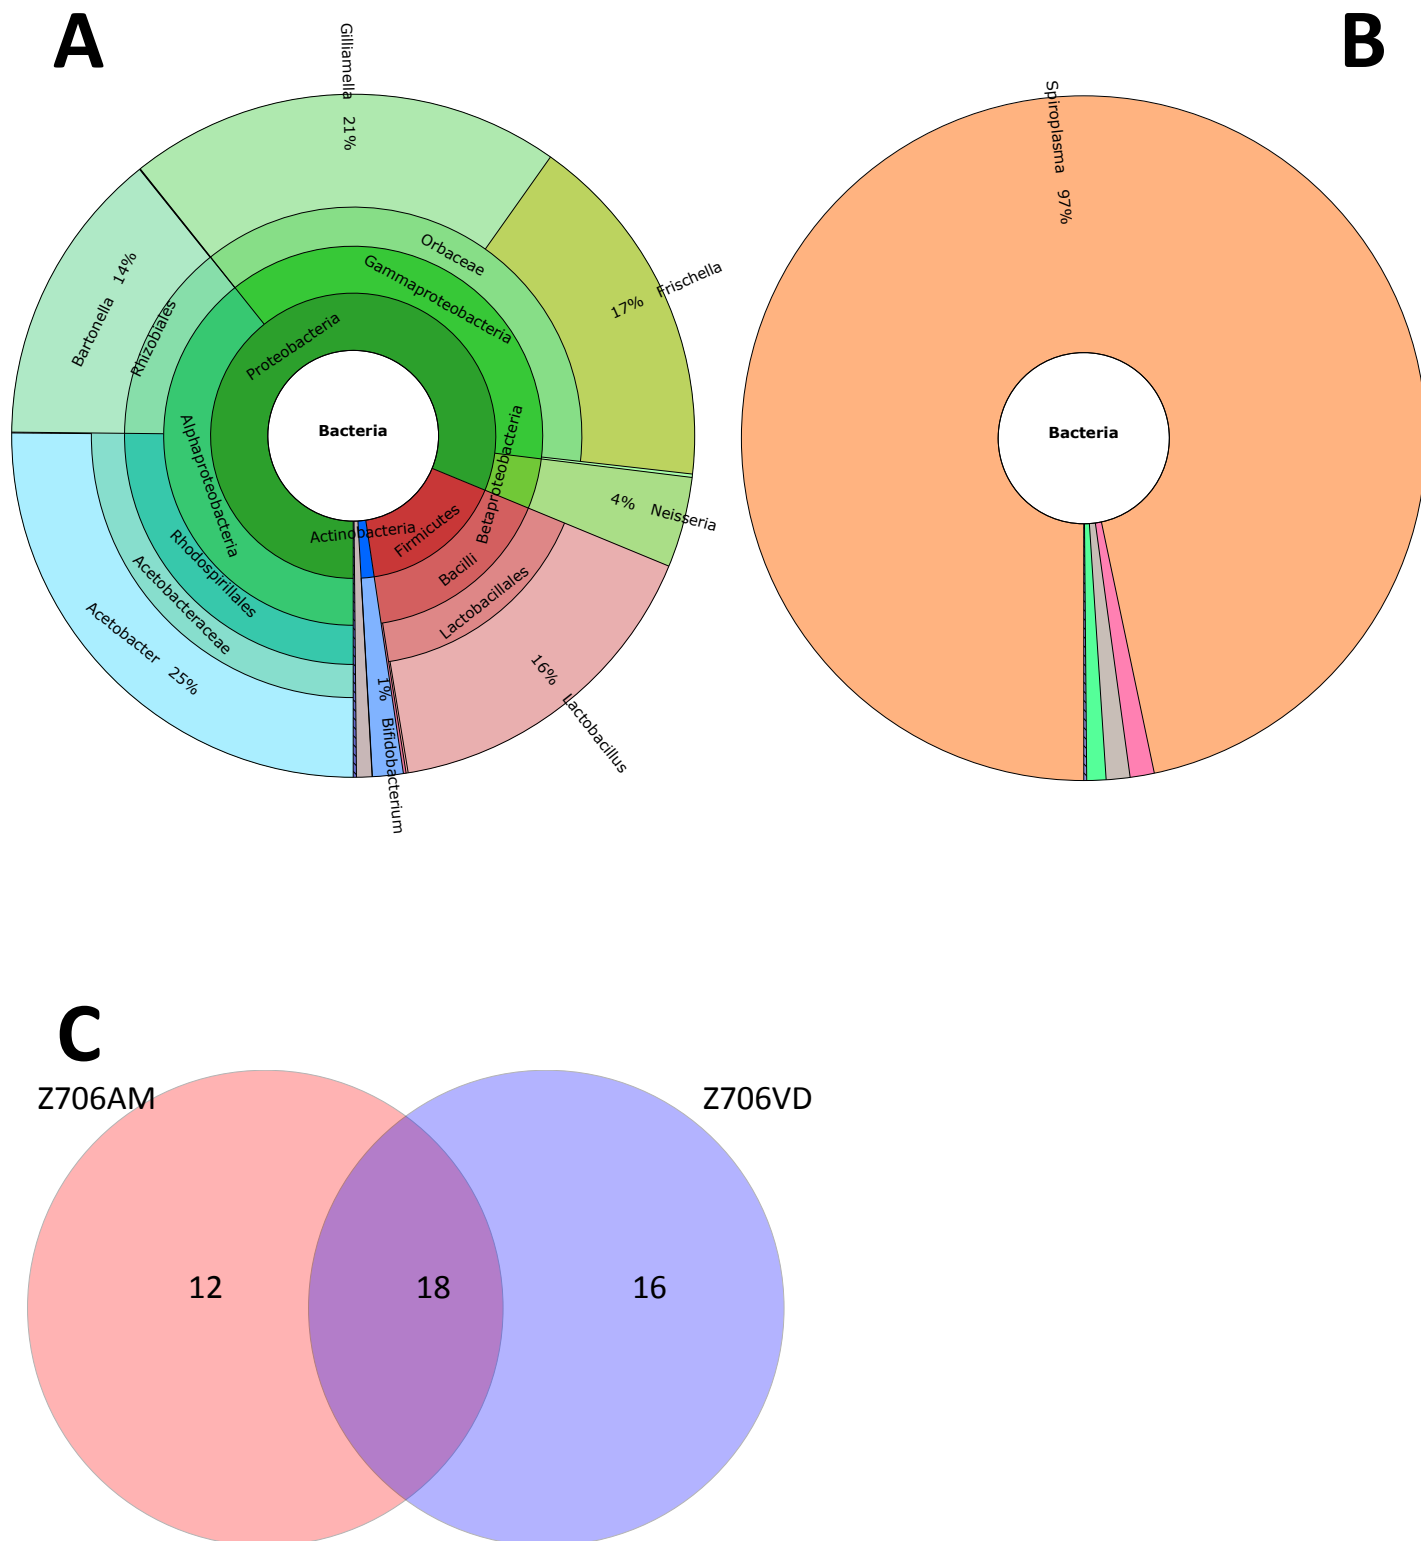 A
B
Gilliamella 21%
Spiroplasma 97%
Orbaceae
Gammaproteobacteria
Proteobacteria
17% Frischella
Bartonella 14%
Rhizobiales
Bacteria
Bacteria
Alphaproteobacteria
Betaproteobacteria
4% Neisseria
Actinobacteria
Firmicutes
Bacilli
Lactobacillales
Rhodospirillales
Acetobacteraceae
Acetobacter 25%
16% Lactobacillus
1% Bifidobacterium
C
Z706AM
Z706VD
12
18
16